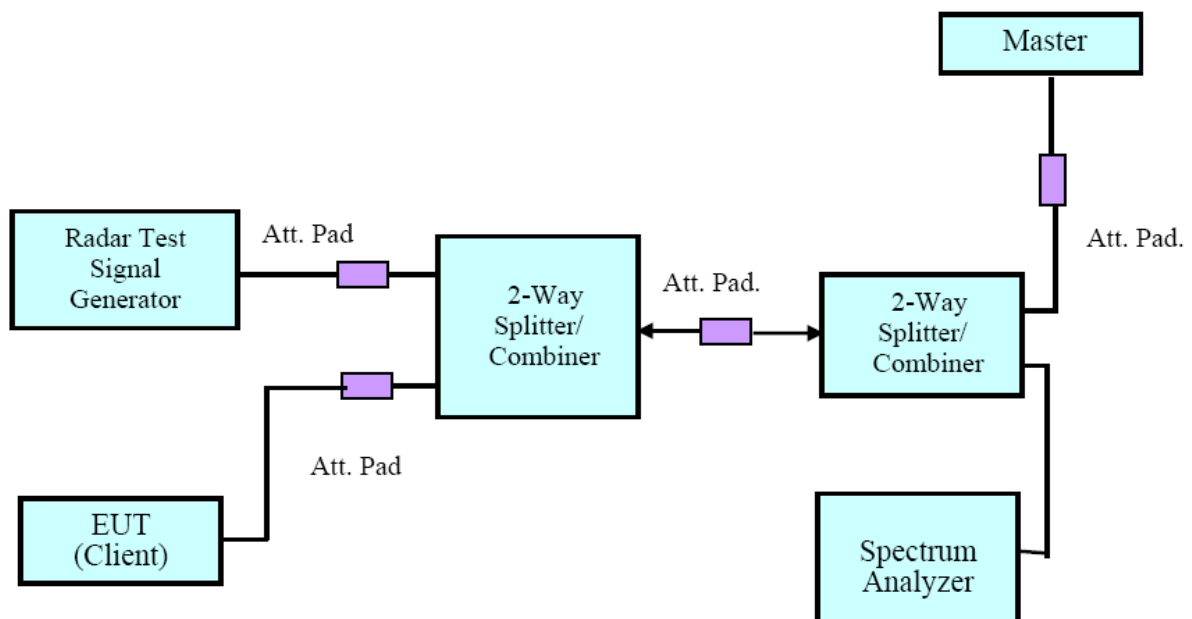 Master
Att. Pad.
Radar Test
Signal
Generator
Att. Pad
2-Way
Splitter/
Combiner
Att. Pad.
2-Way
Splitter/
Combiner
Att. Pad
EUT
(Client)
Spectrum
Analyzer